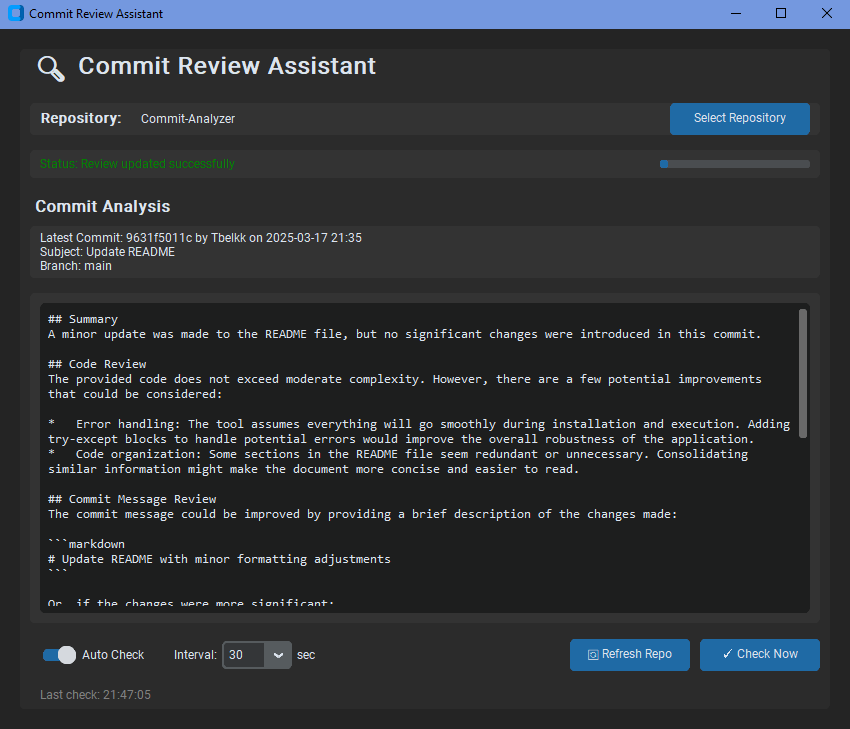 Commit Review Assistant
Commit Review Assistant
Repository: Commit-Analyzer Select Repository
Status: Review updated successfully
Commit Analysis
Latest Commit: 9631f5011c by Tbelkk on 2025-03-17 21:35
Subject: Update README
Branch: main
## Summary
A minor update was made to the README file, but no significant changes were introduced in this commit.
## Code Review
The provided code does not exceed moderate complexity. However, there are a few potential improvements
that could be considered:
*   Error handling: The tool assumes everything will go smoothly during installation and execution. Adding
try-except blocks to handle potential errors would improve the overall robustness of the application.
*   Code organization: Some sections in the README file seem redundant or unnecessary. Consolidating
similar information might make the document more concise and easier to read.
## Commit Message Review
The commit message could be improved by providing a brief description of the changes made:
```markdown
# Update README with minor formatting adjustments
```
Or, if the changes were more significant:
Auto Check Interval: 30 sec Refresh Repo ✓ Check Now
Last check: 21:47:05